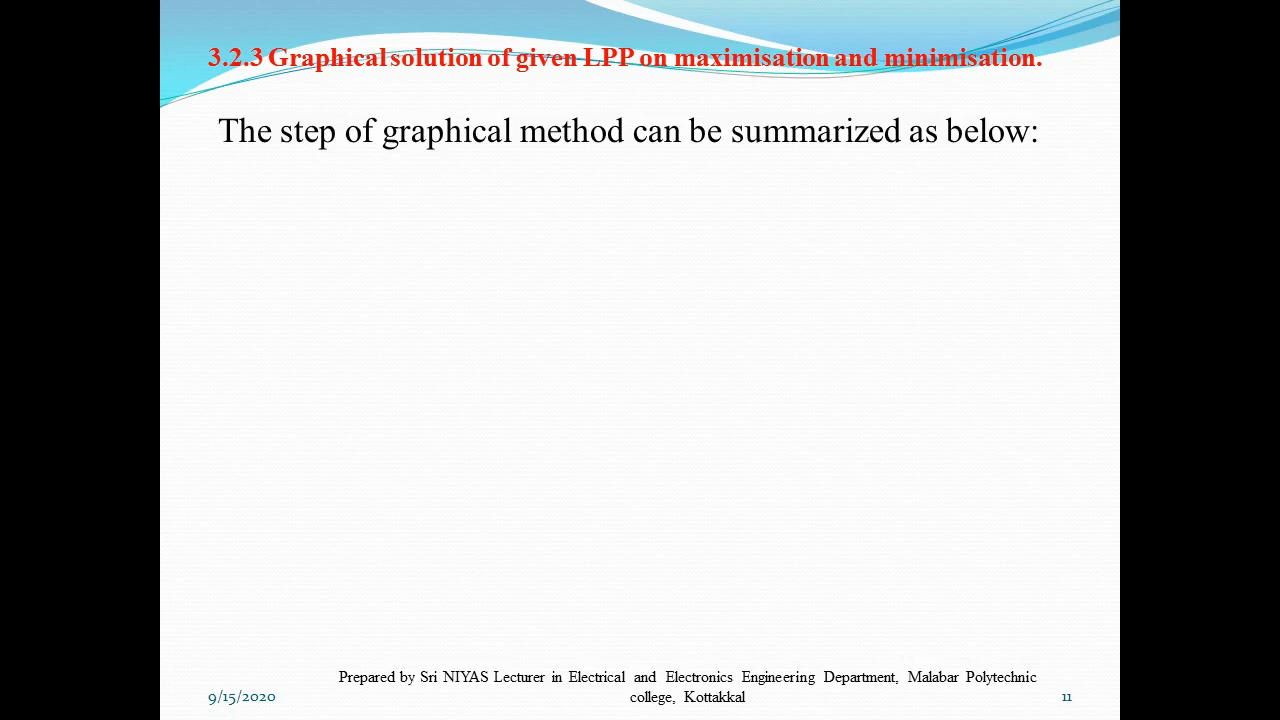 3.2.3 Graphical solution of given LPP on maximisation and minimisation.
The step of graphical method can be summarized as below:
Prepared by Sri NIYAS Lecturer in Electrical and Electronics Engineering Department, Malabar Polytechnic
college, Kottakkal
9/15/2020
11